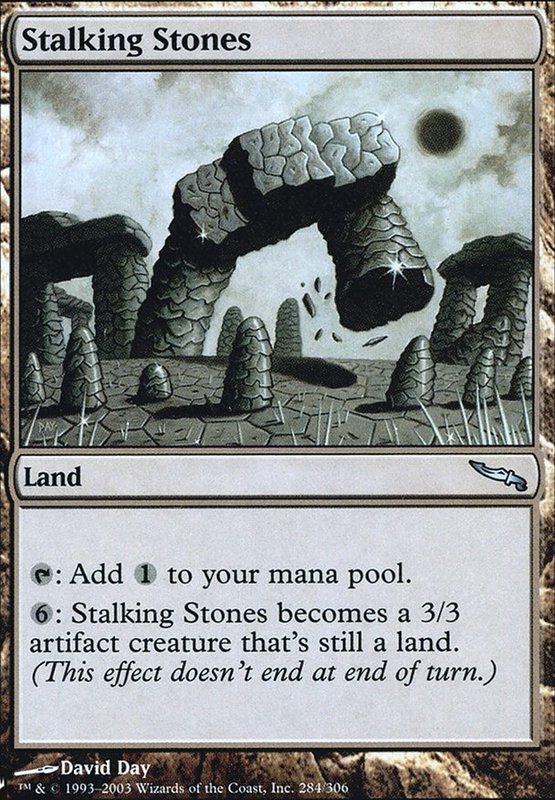 Stalking Stones
DAY
Land
: Add 1 to your mana pool.
6: Stalking Stones becomes a 3/3
artifact creature that's still a land.
(This effect doesn't end at end of turn.)
David Day
™ & © 1993–2003 Wizards of the Coast, Inc. 284/306